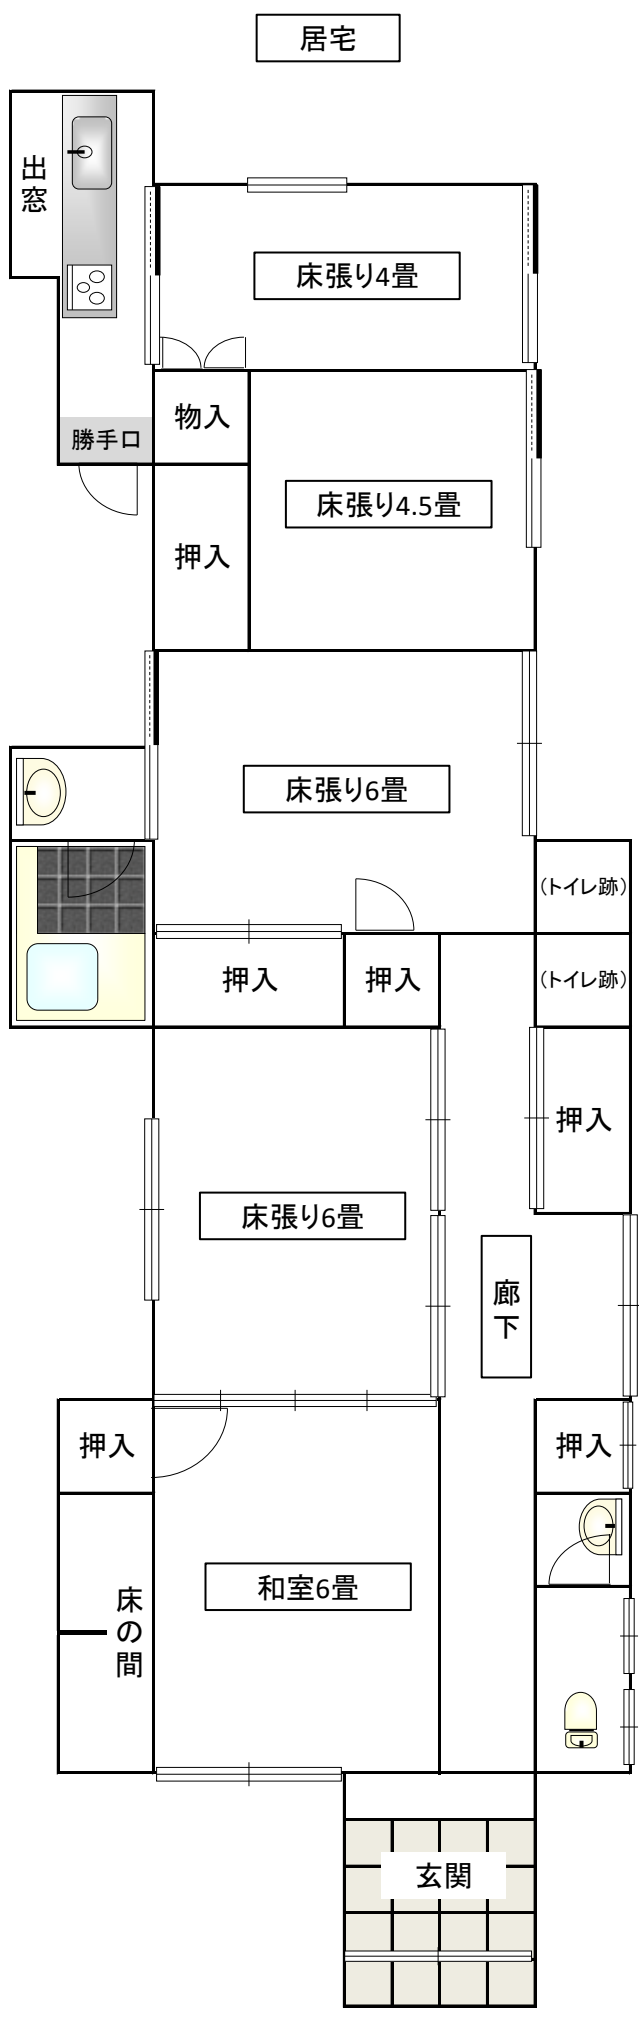 居宅
出窓
床張り4畳
物入
勝手口
床張り4.5畳
押入
床張り6畳
(トイレ跡)
押入
押入
(トイレ跡)
押入
床張り6畳
廊下
押入
押入
和室6畳
床の間
玄関